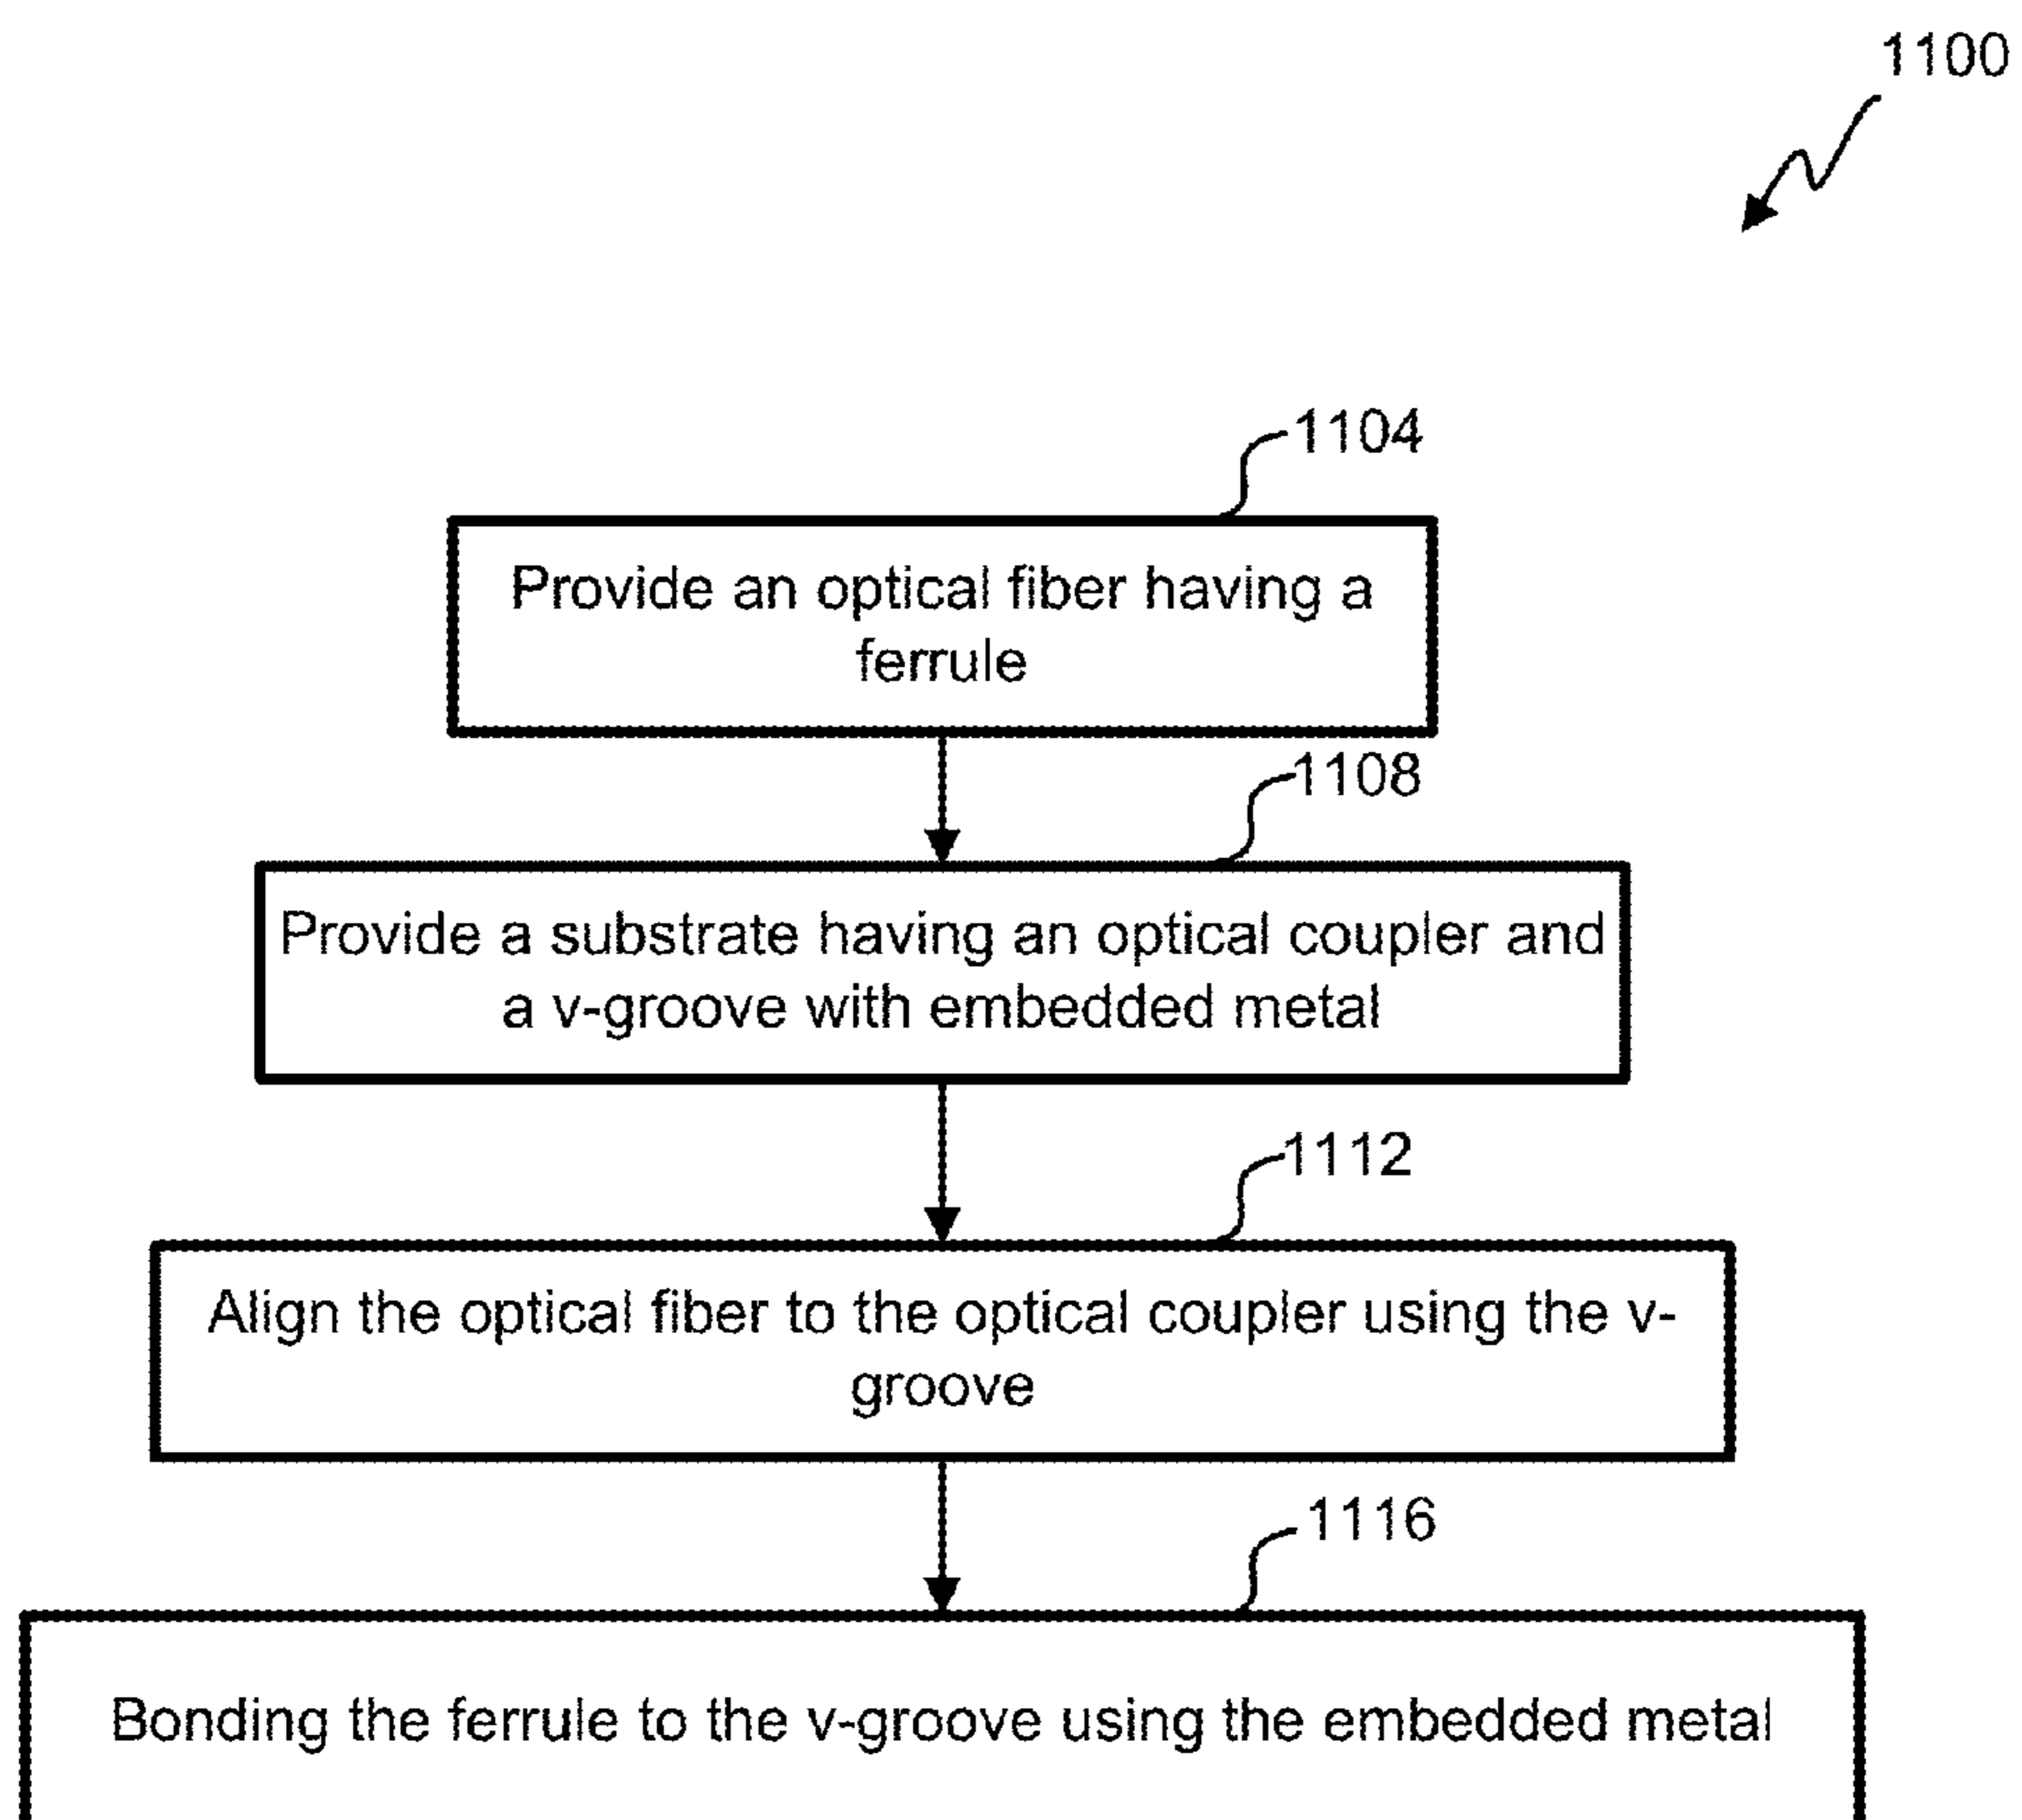 1100
1104
Provide an optical fiber having a
ferrule
1108
Provide a substrate having an optical coupler and
a v-groove with embedded metal
1112
Align the optical fiber to the optical coupler using the v-
groove
1116
Bonding the ferrule to the v-groove using the embedded metal